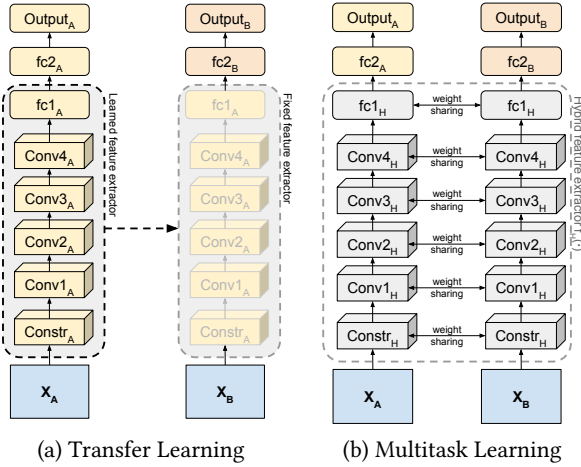 Output_A
fc2_A
fc1_A
Conv4_A
Conv3_A
Conv2_A
Conv1_A
Constr_A
X_A
Learned feature extractor
Output_B
fc2_B
fc1_A
Conv4_A
Conv3_A
Conv2_A
Conv1_A
Constr_A
X_B
Fixed feature extractor
(a) Transfer Learning
Output_A
Output_B
fc2_A
fc2_B
fc1_H
weight
sharing
fc1_H
Conv4_H
weight
sharing
Conv4_H
Conv3_H
weight
sharing
Conv3_H
Conv2_H
weight
sharing
Conv2_H
Conv1_H
weight
sharing
Conv1_H
Constr_H
weight
sharing
Constr_H
X_A
X_B
Hybrid feature extractor f_H(·)
(b) Multitask Learning